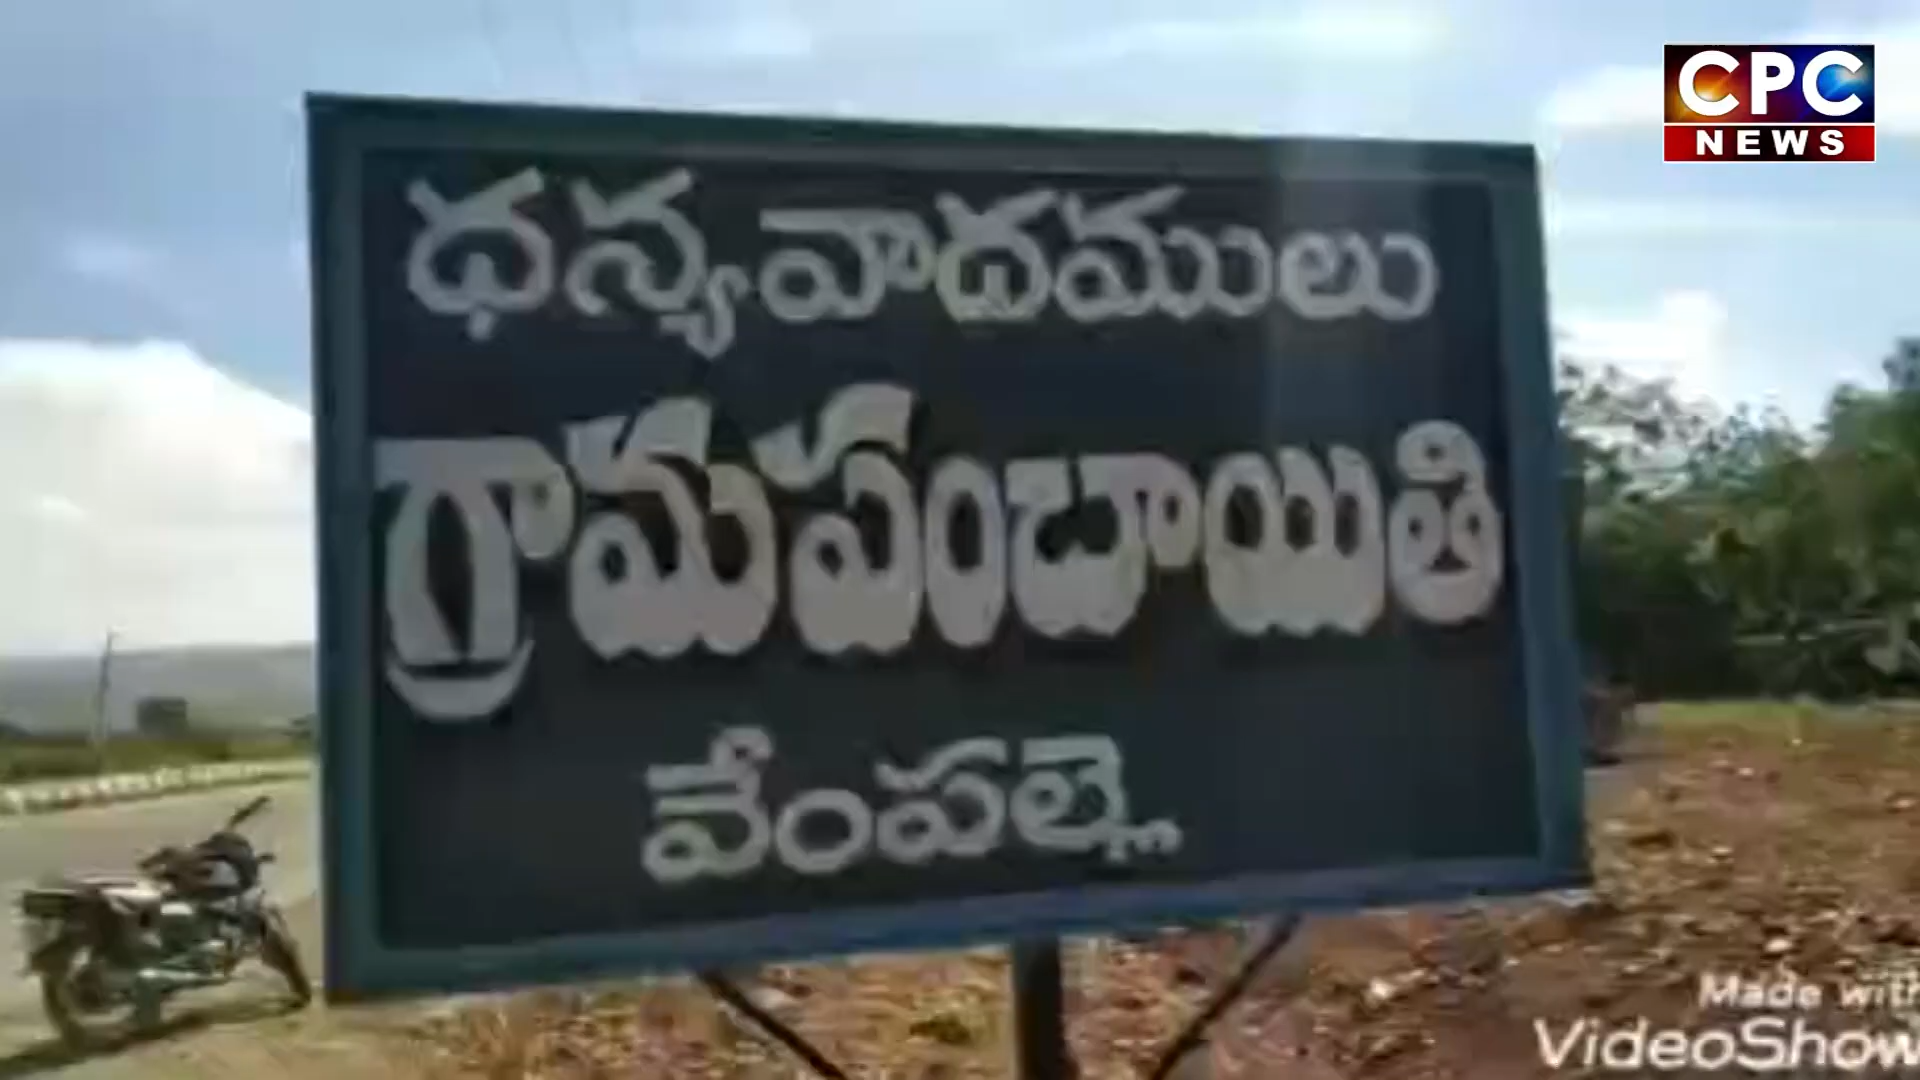 CPC
NEWS
ధన్యవాదములు
గ్రామపంచాయితి
వేంపల్లె
Made with
VideoShow